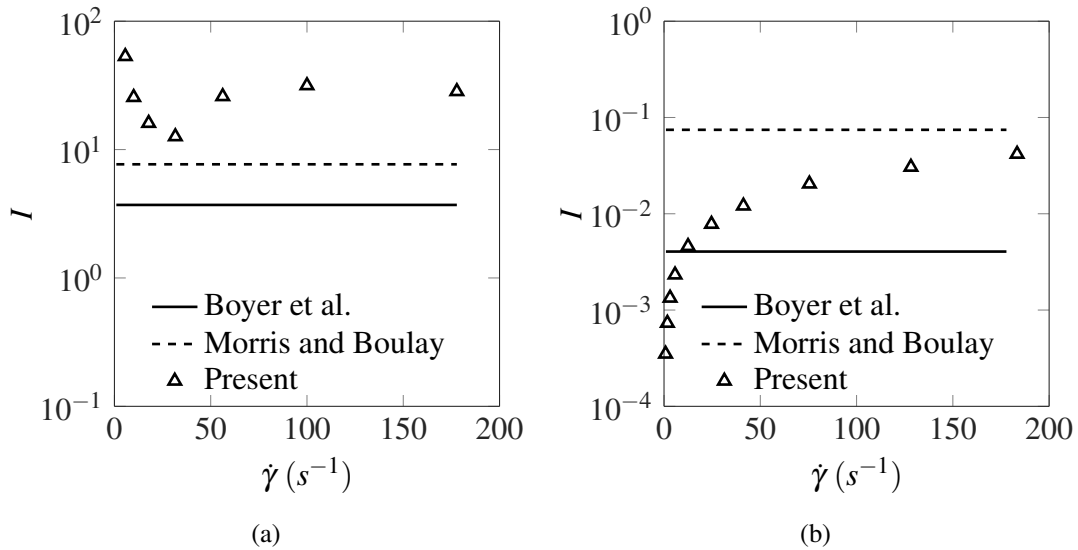 10^2
10^1
10^0
10^{-1}
I
0 50 100 150 200
γ̇ (s^{-1})
Boyer et al.
Morris and Boulay
Present
(a)
10^0
10^{-1}
10^{-2}
10^{-3}
10^{-4}
I
0 50 100 150 200
γ̇ (s^{-1})
Boyer et al.
Morris and Boulay
Present
(b)